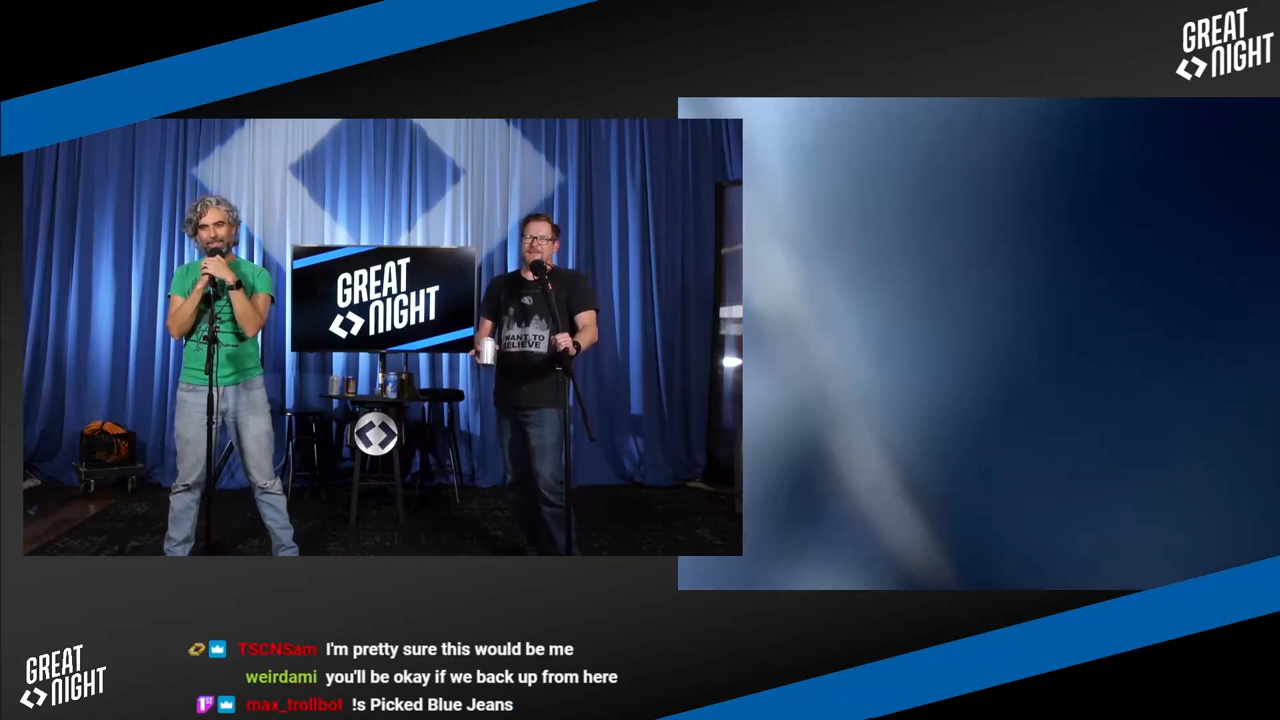 GREAT
NIGHT
GREAT
NIGHT
WANT TO
BELIEVE
GREAT
NIGHT
TSCNSam I'm pretty sure this would be me
weirdami you'll be okay if we back up from here
1ST max_trollbot !s Picked Blue Jeans